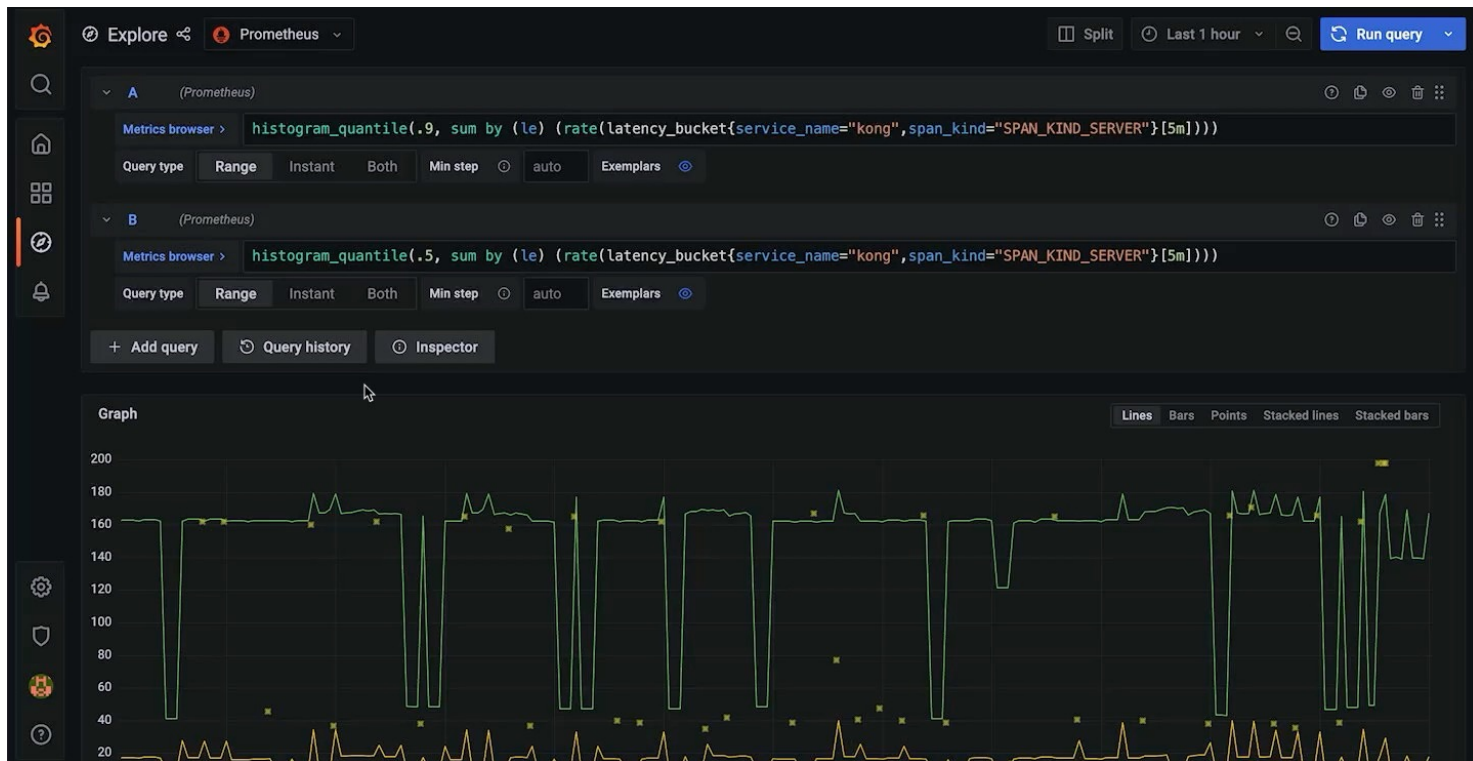 Explore Prometheus Split Last 1 hour Run query
A (Prometheus)
Metrics browser > histogram_quantile(.9, sum by (le) (rate(latency_bucket{service_name="kong",span_kind="SPAN_KIND_SERVER"}[5m])))
Query type Range Instant Both Min step auto Exemplars
B (Prometheus)
Metrics browser > histogram_quantile(.5, sum by (le) (rate(latency_bucket{service_name="kong",span_kind="SPAN_KIND_SERVER"}[5m])))
Query type Range Instant Both Min step auto Exemplars
+ Add query Query history Inspector
Graph Lines Bars Points Stacked lines Stacked bars
200
180
160
140
120
100
80
60
40
20